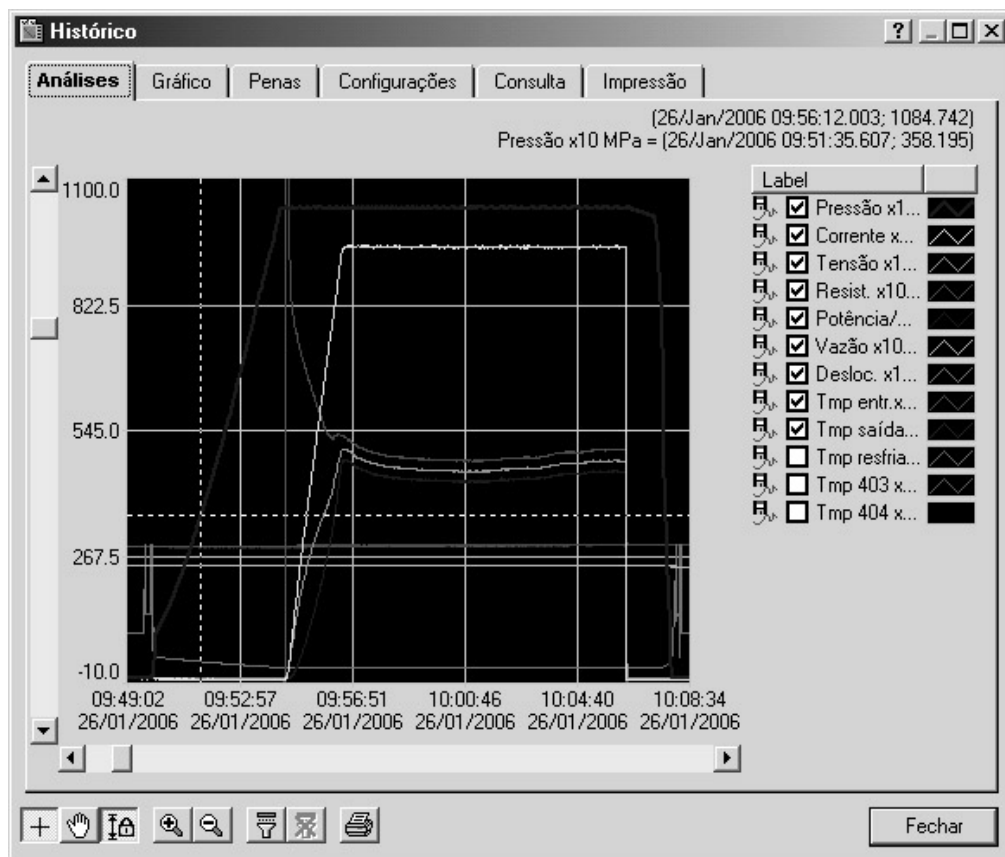 Histórico
Análises Gráfico Penas Configurações Consulta Impressão
(26/Jan/2006 09:56:12.003; 1084.742)
Pressão x10 MPa = (26/Jan/2006 09:51:35.607; 358.195)
1100.0
822.5
545.0
267.5
-10.0
09:49:02 09:52:57 09:56:51 10:00:46 10:04:40 10:08:34
26/01/2006 26/01/2006 26/01/2006 26/01/2006 26/01/2006 26/01/2006
Label
Pressão x1...
Corrente x...
Tensão x1...
Resist. x10...
Potência/...
Vazão x10...
Desloc. x1...
Tmp entr.x...
Tmp saída...
Tmp resfria...
Tmp 403 x...
Tmp 404 x...
Fechar